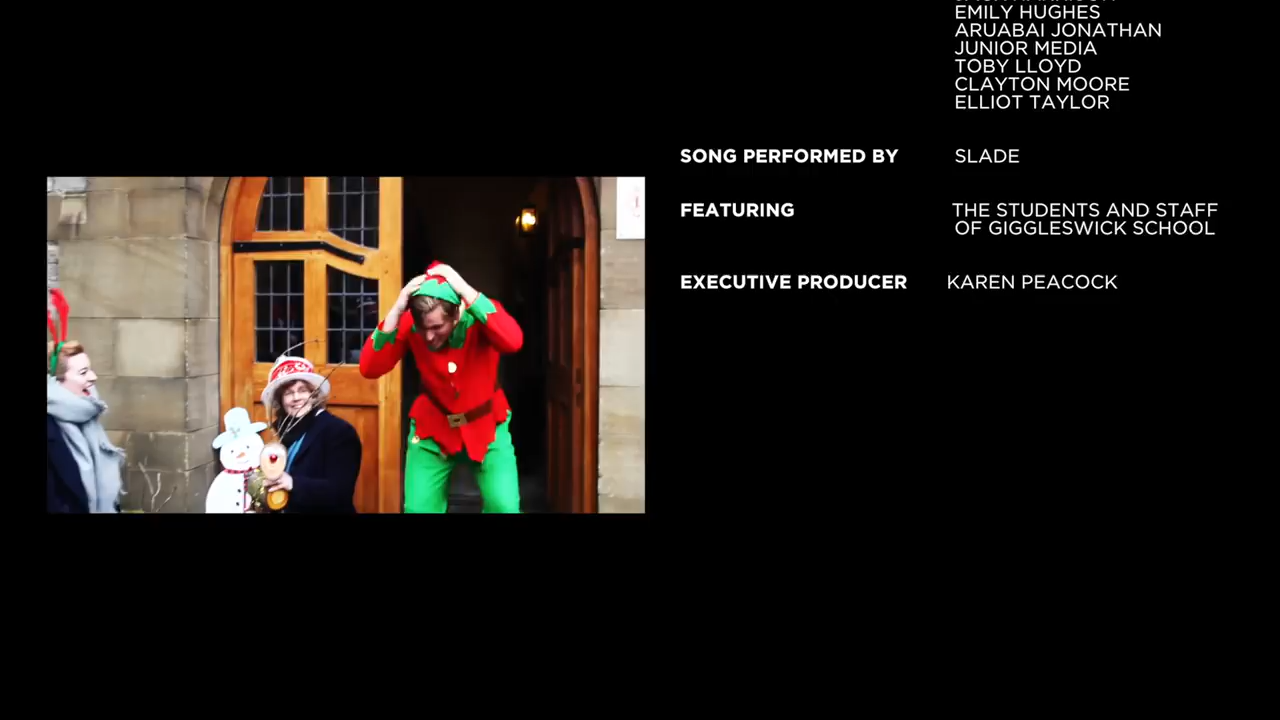 EMILY HUGHES
ARUABAI JONATHAN
JUNIOR MEDIA
TOBY LLOYD
CLAYTON MOORE
ELLIOT TAYLOR
SONG PERFORMED BY SLADE
FEATURING THE STUDENTS AND STAFF
OF GIGGLESWICK SCHOOL
EXECUTIVE PRODUCER KAREN PEACOCK